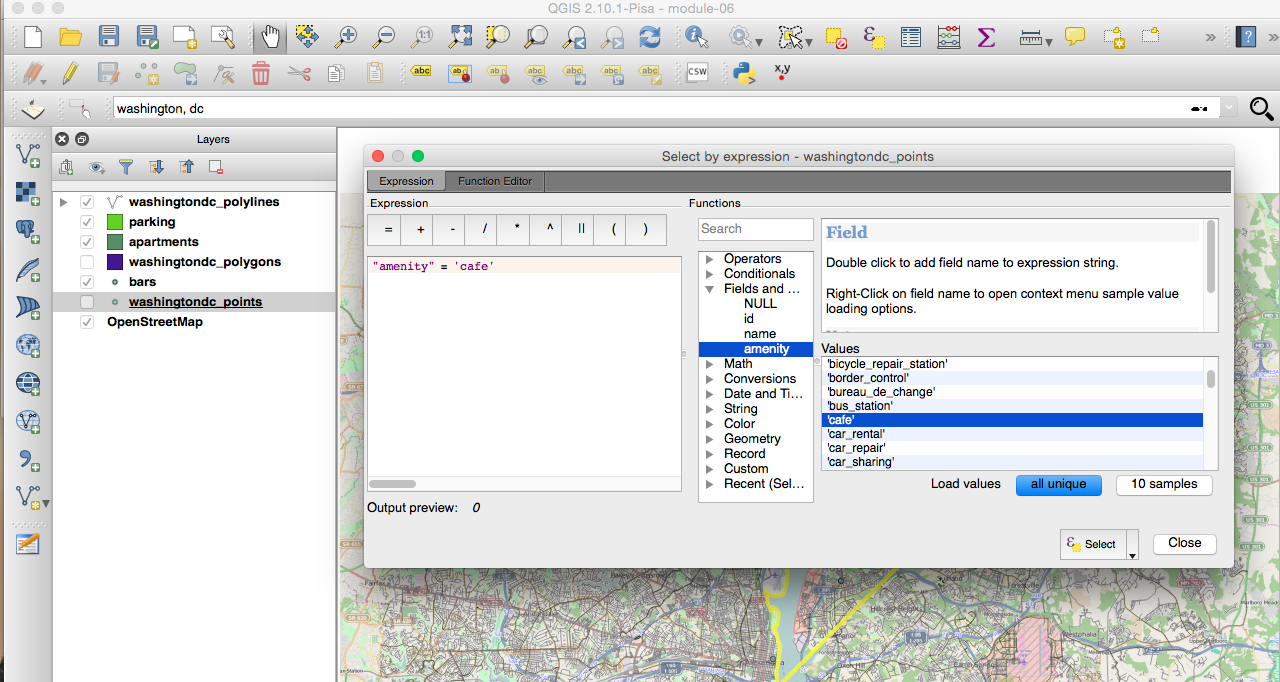 QGIS 2.10.1-Pisa - module-06
1:1
abc
CSW
x,y
washington, dc
Layers
washingtondc_polylines
parking
apartments
washingtondc_polygons
bars
washingtondc_points
OpenStreetMap
Select by expression - washingtondc_points
Expression
Function Editor
Expression
= + - / * ^ || ( )
"amenity" = 'cafe'
Output preview: 0
Functions
Search
Operators
Conditionals
Fields and ...
NULL
id
name
amenity
Math
Conversions
Date and Ti...
String
Color
Geometry
Record
Custom
Recent (Sel...
Field
Double click to add field name to expression string.
Right-Click on field name to open context menu sample value
loading options.
Values
'bicycle_repair_station'
'border_control'
'bureau_de_change'
'bus_station'
'cafe'
'car_rental'
'car_repair'
'car_sharing'
Load values
all unique
10 samples
Select
Close